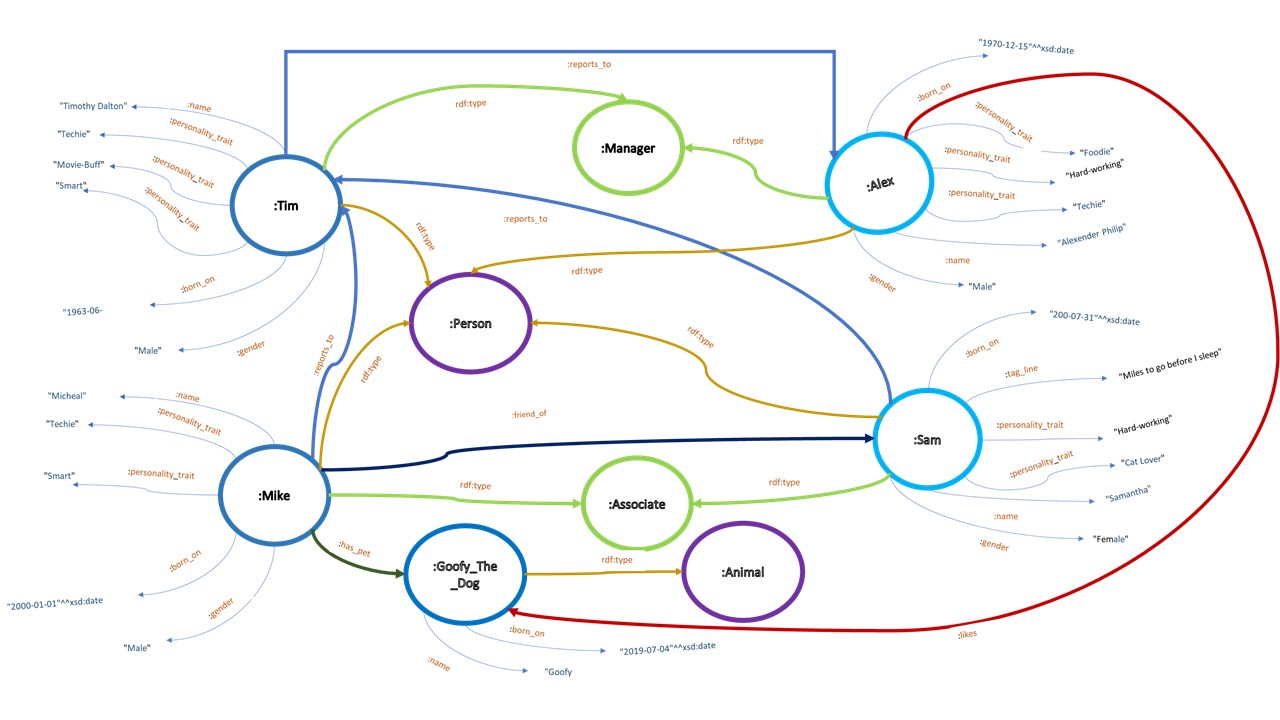 "1970-12-15"^^xsd:date
:reports_to
:born_on
rdf:type
"Timothy Dalton"
:name
:personality_trait
"Techie"
:personality_trait
:Manager
rdf:type
"Foodie"
:personality_trait
"Movie-Buff"
:personality_trait
"Hard-working"
"Smart"
:Alex
:personality_trait
:personality_trait
"Techie"
:Tim
:reports_to
rdf:type
"Alexender Philip"
:name
rdf:type
:born_on
:gender
"Male"
"1963-06-
"200-07-31"^^xsd:date
:Person
rdf:type
:gender
"Male"
:reports_to
:born_on
rdf:type
:tag_line
"Miles to go before I sleep"
"Micheal"
:name
:personality_trait
"Techie"
:friend_of
:personality_trait
"Hard-working"
:Sam
"Smart"
:personality_trait
:personality_trait
"Cat Lover"
:Mike
rdf:type
rdf:type
"Samantha"
:Associate
:name
:gender
"Female"
:has_pet
:born_on
rdf:type
:Goofy_The
_Dog
:Animal
"2000-01-01"^^xsd:date
:gender
:born_on
:likes
"Male"
"2019-07-04"^^xsd:date
:name
"Goofy